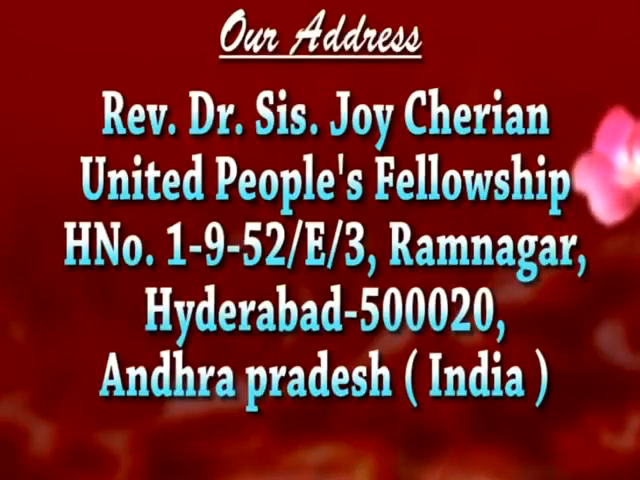 Our Address
Rev. Dr. Sis. Joy Cherian
United People's Fellowship
HNo. 1-9-52/E/3, Ramnagar,
Hyderabad-500020,
Andhra pradesh ( India )